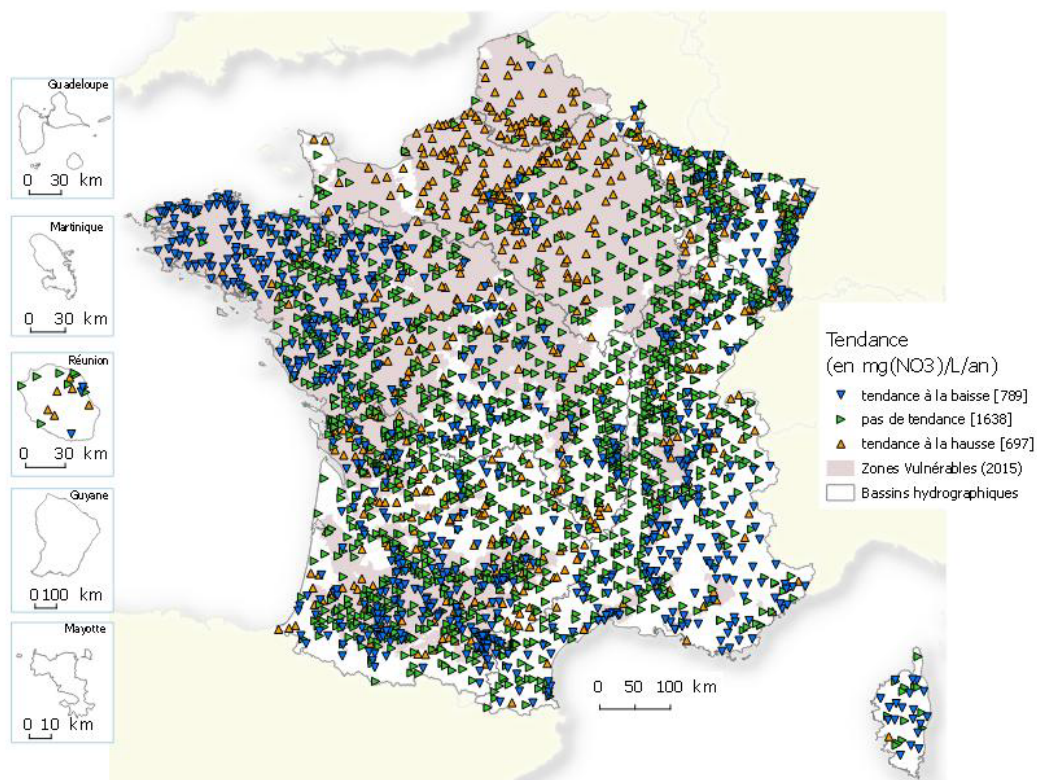 Guadeloupe
0 30 km
Martinique
0 30 km
Réunion
0 30 km
Guyane
0 100 km
Mayotte
0 10 km
0 50 100 km
Tendance
(en mg(NO3)/L/an)
tendance à la baisse [789]
pas de tendance [1638]
tendance à la hausse [697]
Zones Vulnérables (2015)
Bassins hydrographiques